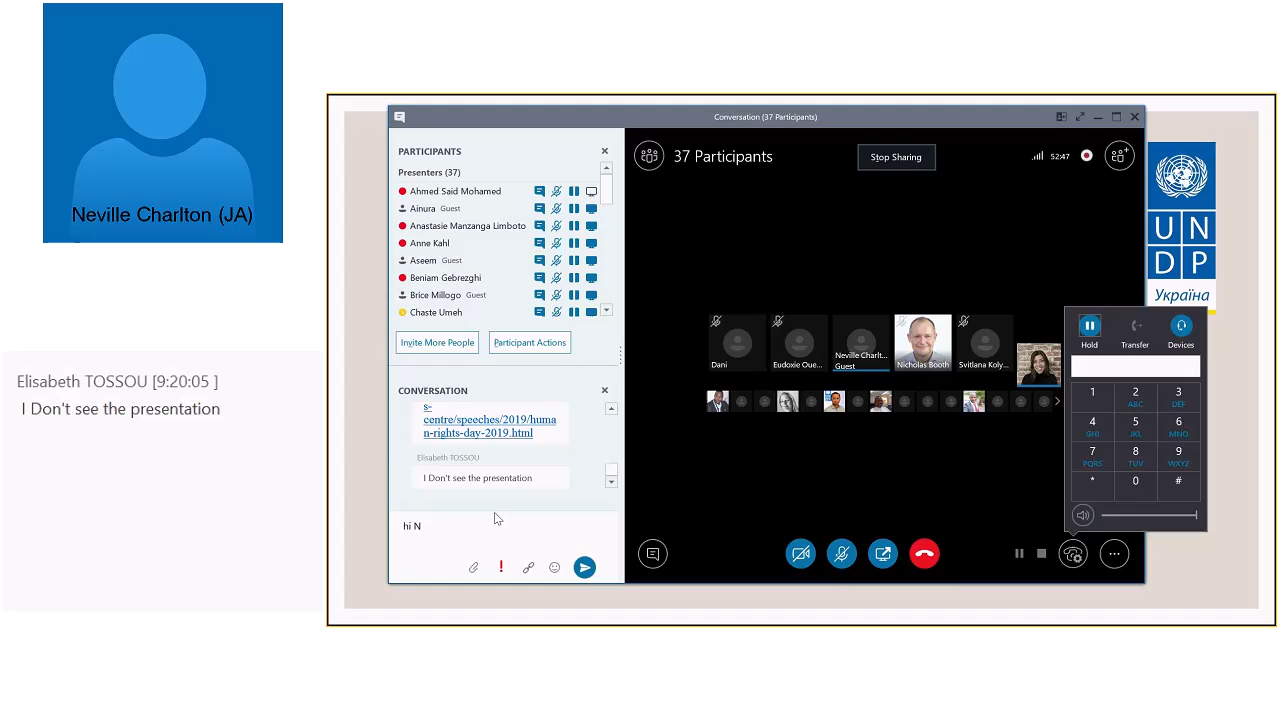 Neville Charlton (JA)
Elisabeth TOSSOU [9:20:05 ]
I Don't see the presentation
Conversation (37 Participants)
PARTICIPANTS
Presenters (37)
Ahmed Said Mohamed
Ainura Guest
Anastasie Manzanga Limboto
Anne Kahl
Aseem Guest
Beniam Gebrezghi
Brice Millogo Guest
Chaste Umeh
Invite More People
Participant Actions
CONVERSATION
s-
centre/speeches/2019/huma
n-rights-day-2019.html
Elisabeth TOSSOU
I Don't see the presentation
hi N
37 Participants
Stop Sharing
52:47
Dani
Eudoxie Oue...
Neville Charlt...
Guest
Nicholas Booth
Svitlana Koly...
U N
D P
Україна
Hold
Transfer
Devices
1 2 3
ABC DEF
4 5 6
GHI JKL MNO
7 8 9
PQRS TUV WXYZ
* 0 #